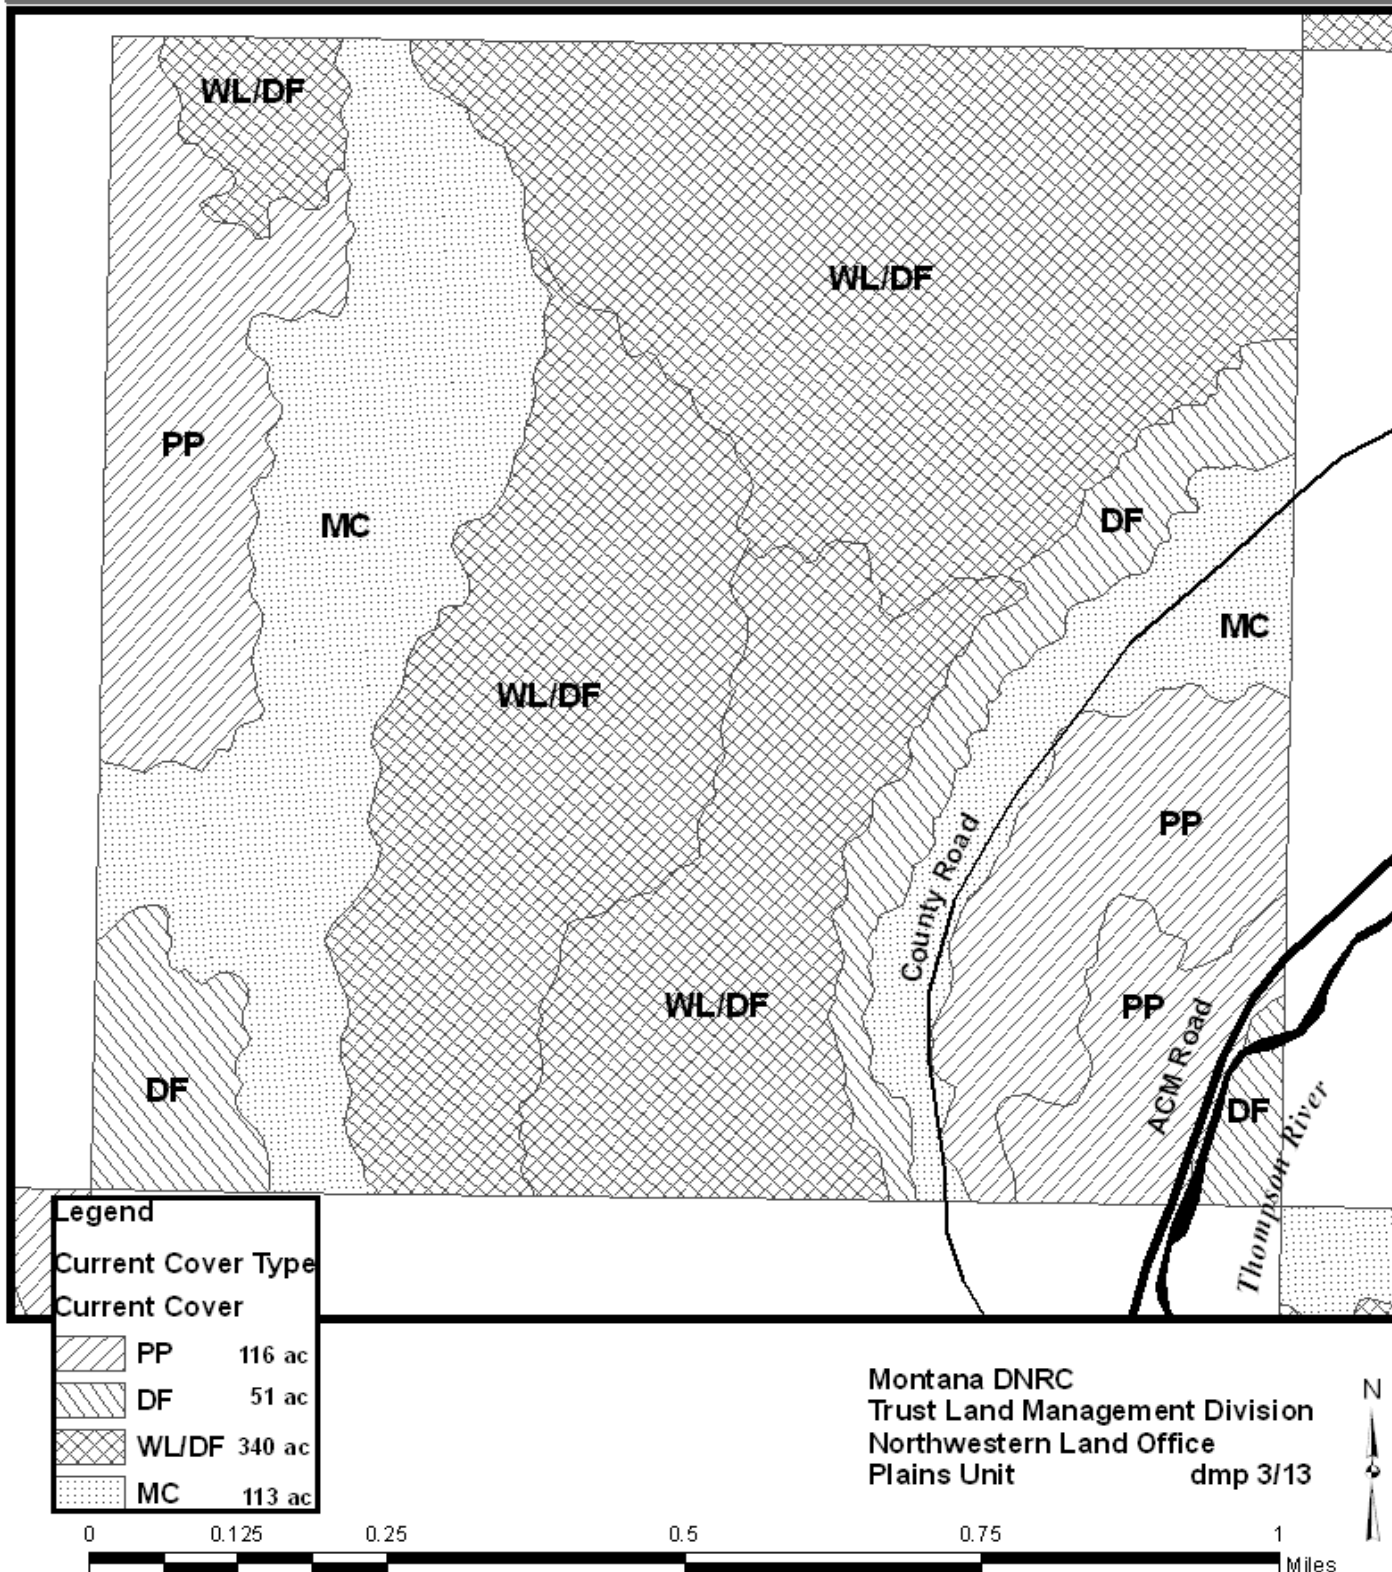 WL/DF
WL/DF
PP
MC
DF
MC
WL/DF
PP
County Road
WL/DF
PP
ACM Road
DF
DF
Thompson River
Legend
Current Cover Type
Current Cover
PP 116 ac
DF 51 ac
WL/DF 340 ac
MC 113 ac
Montana DNRC
Trust Land Management Division
Northwestern Land Office
Plains Unit dmp 3/13
N
0 0.125 0.25 0.5 0.75 1
Miles